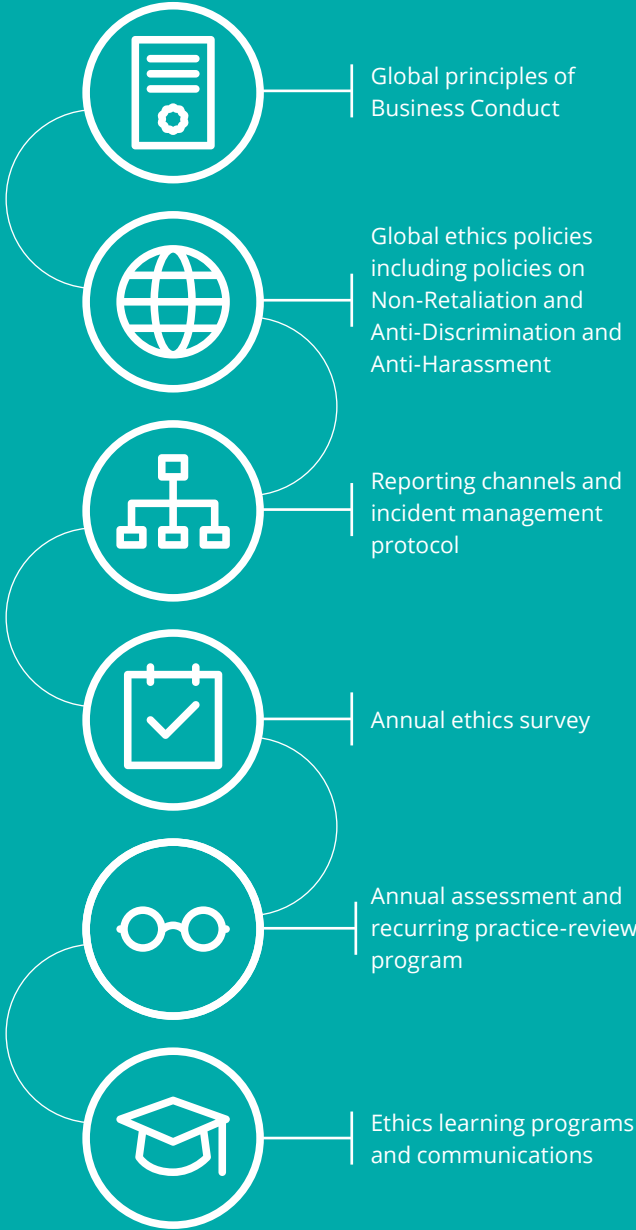 Global principles of
Business Conduct
Global ethics policies
including policies on
Non-Retaliation and
Anti-Discrimination and
Anti-Harassment
Reporting channels and
incident management
protocol
Annual ethics survey
Annual assessment and
recurring practice-review
program
Ethics learning programs
and communications